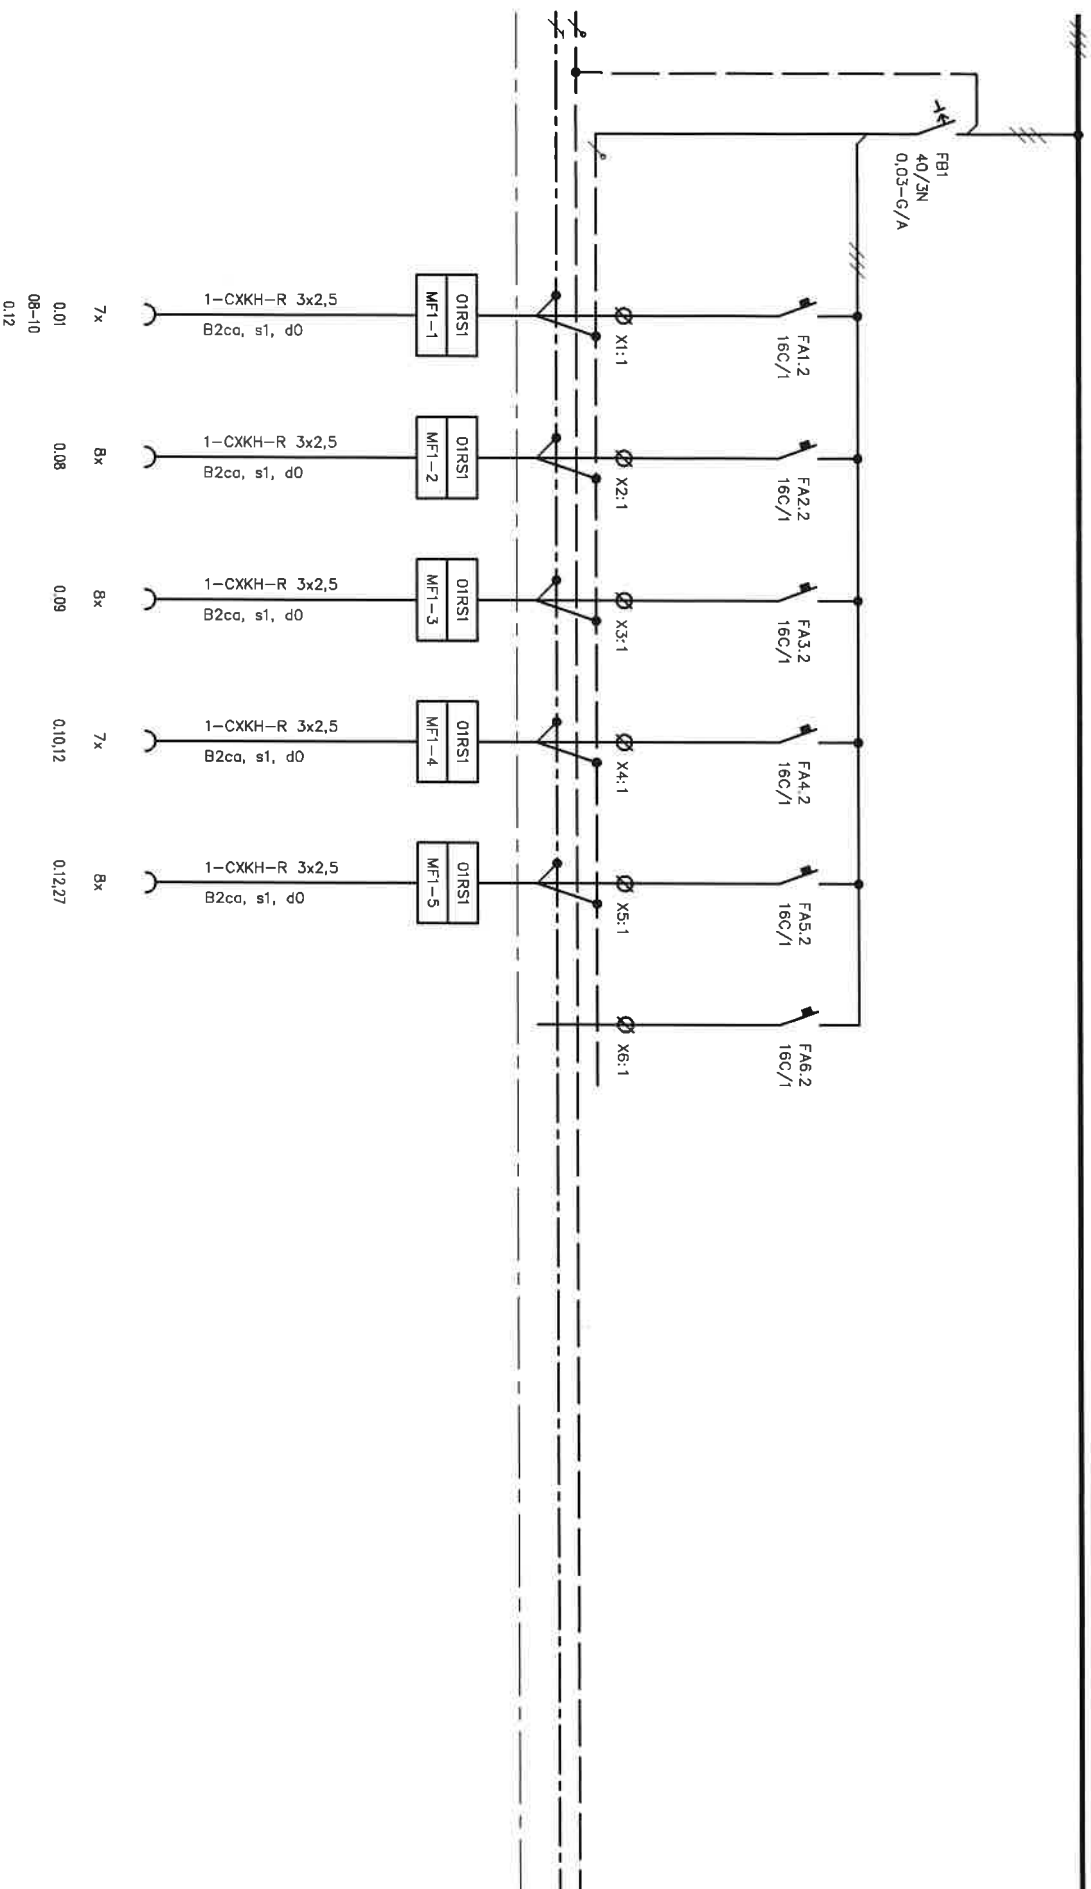 FB1
40/3N
0,03-G/A
FA1.2
16C/1
FA2.2
16C/1
FA3.2
16C/1
FA4.2
16C/1
FA5.2
16C/1
FA6.2
16C/1
X1:1
X2:1
X3:1
X4:1
X5:1
X6:1
01RS1
MF1-1
01RS1
MF1-2
01RS1
MF1-3
01RS1
MF1-4
01RS1
MF1-5
1-CXKH-R 3x2,5
B2ca, s1, d0
1-CXKH-R 3x2,5
B2ca, s1, d0
1-CXKH-R 3x2,5
B2ca, s1, d0
1-CXKH-R 3x2,5
B2ca, s1, d0
1-CXKH-R 3x2,5
B2ca, s1, d0
7x
0.01
08-10
0.12
8x
0.08
8x
0.09
7x
0.10,12
8x
0.12,27